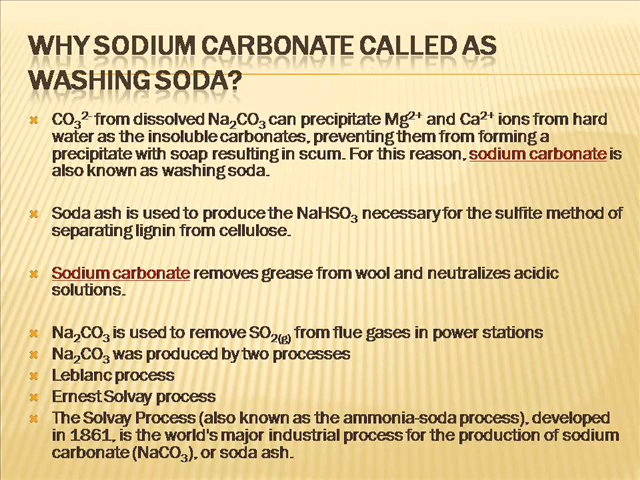 WHY SODIUM CARBONATE CALLED AS
WASHING SODA?
CO₃²⁻ from dissolved Na₂CO₃ can precipitate Mg²⁺ and Ca²⁺ ions from hard
water as the insoluble carbonates, preventing them from forming a
precipitate with soap resulting in scum. For this reason, sodium carbonate is
also known as washing soda.
Soda ash is used to produce the NaHSO₃ necessary for the sulfite method of
separating lignin from cellulose.
Sodium carbonate removes grease from wool and neutralizes acidic
solutions.
Na₂CO₃ is used to remove SO₂₍g₎ from flue gases in power stations
Na₂CO₃ was produced by two processes
Leblanc process
Ernest Solvay process
The Solvay Process (also known as the ammonia-soda process), developed
in 1861, is the world's major industrial process for the production of sodium
carbonate (NaCO₃), or soda ash.